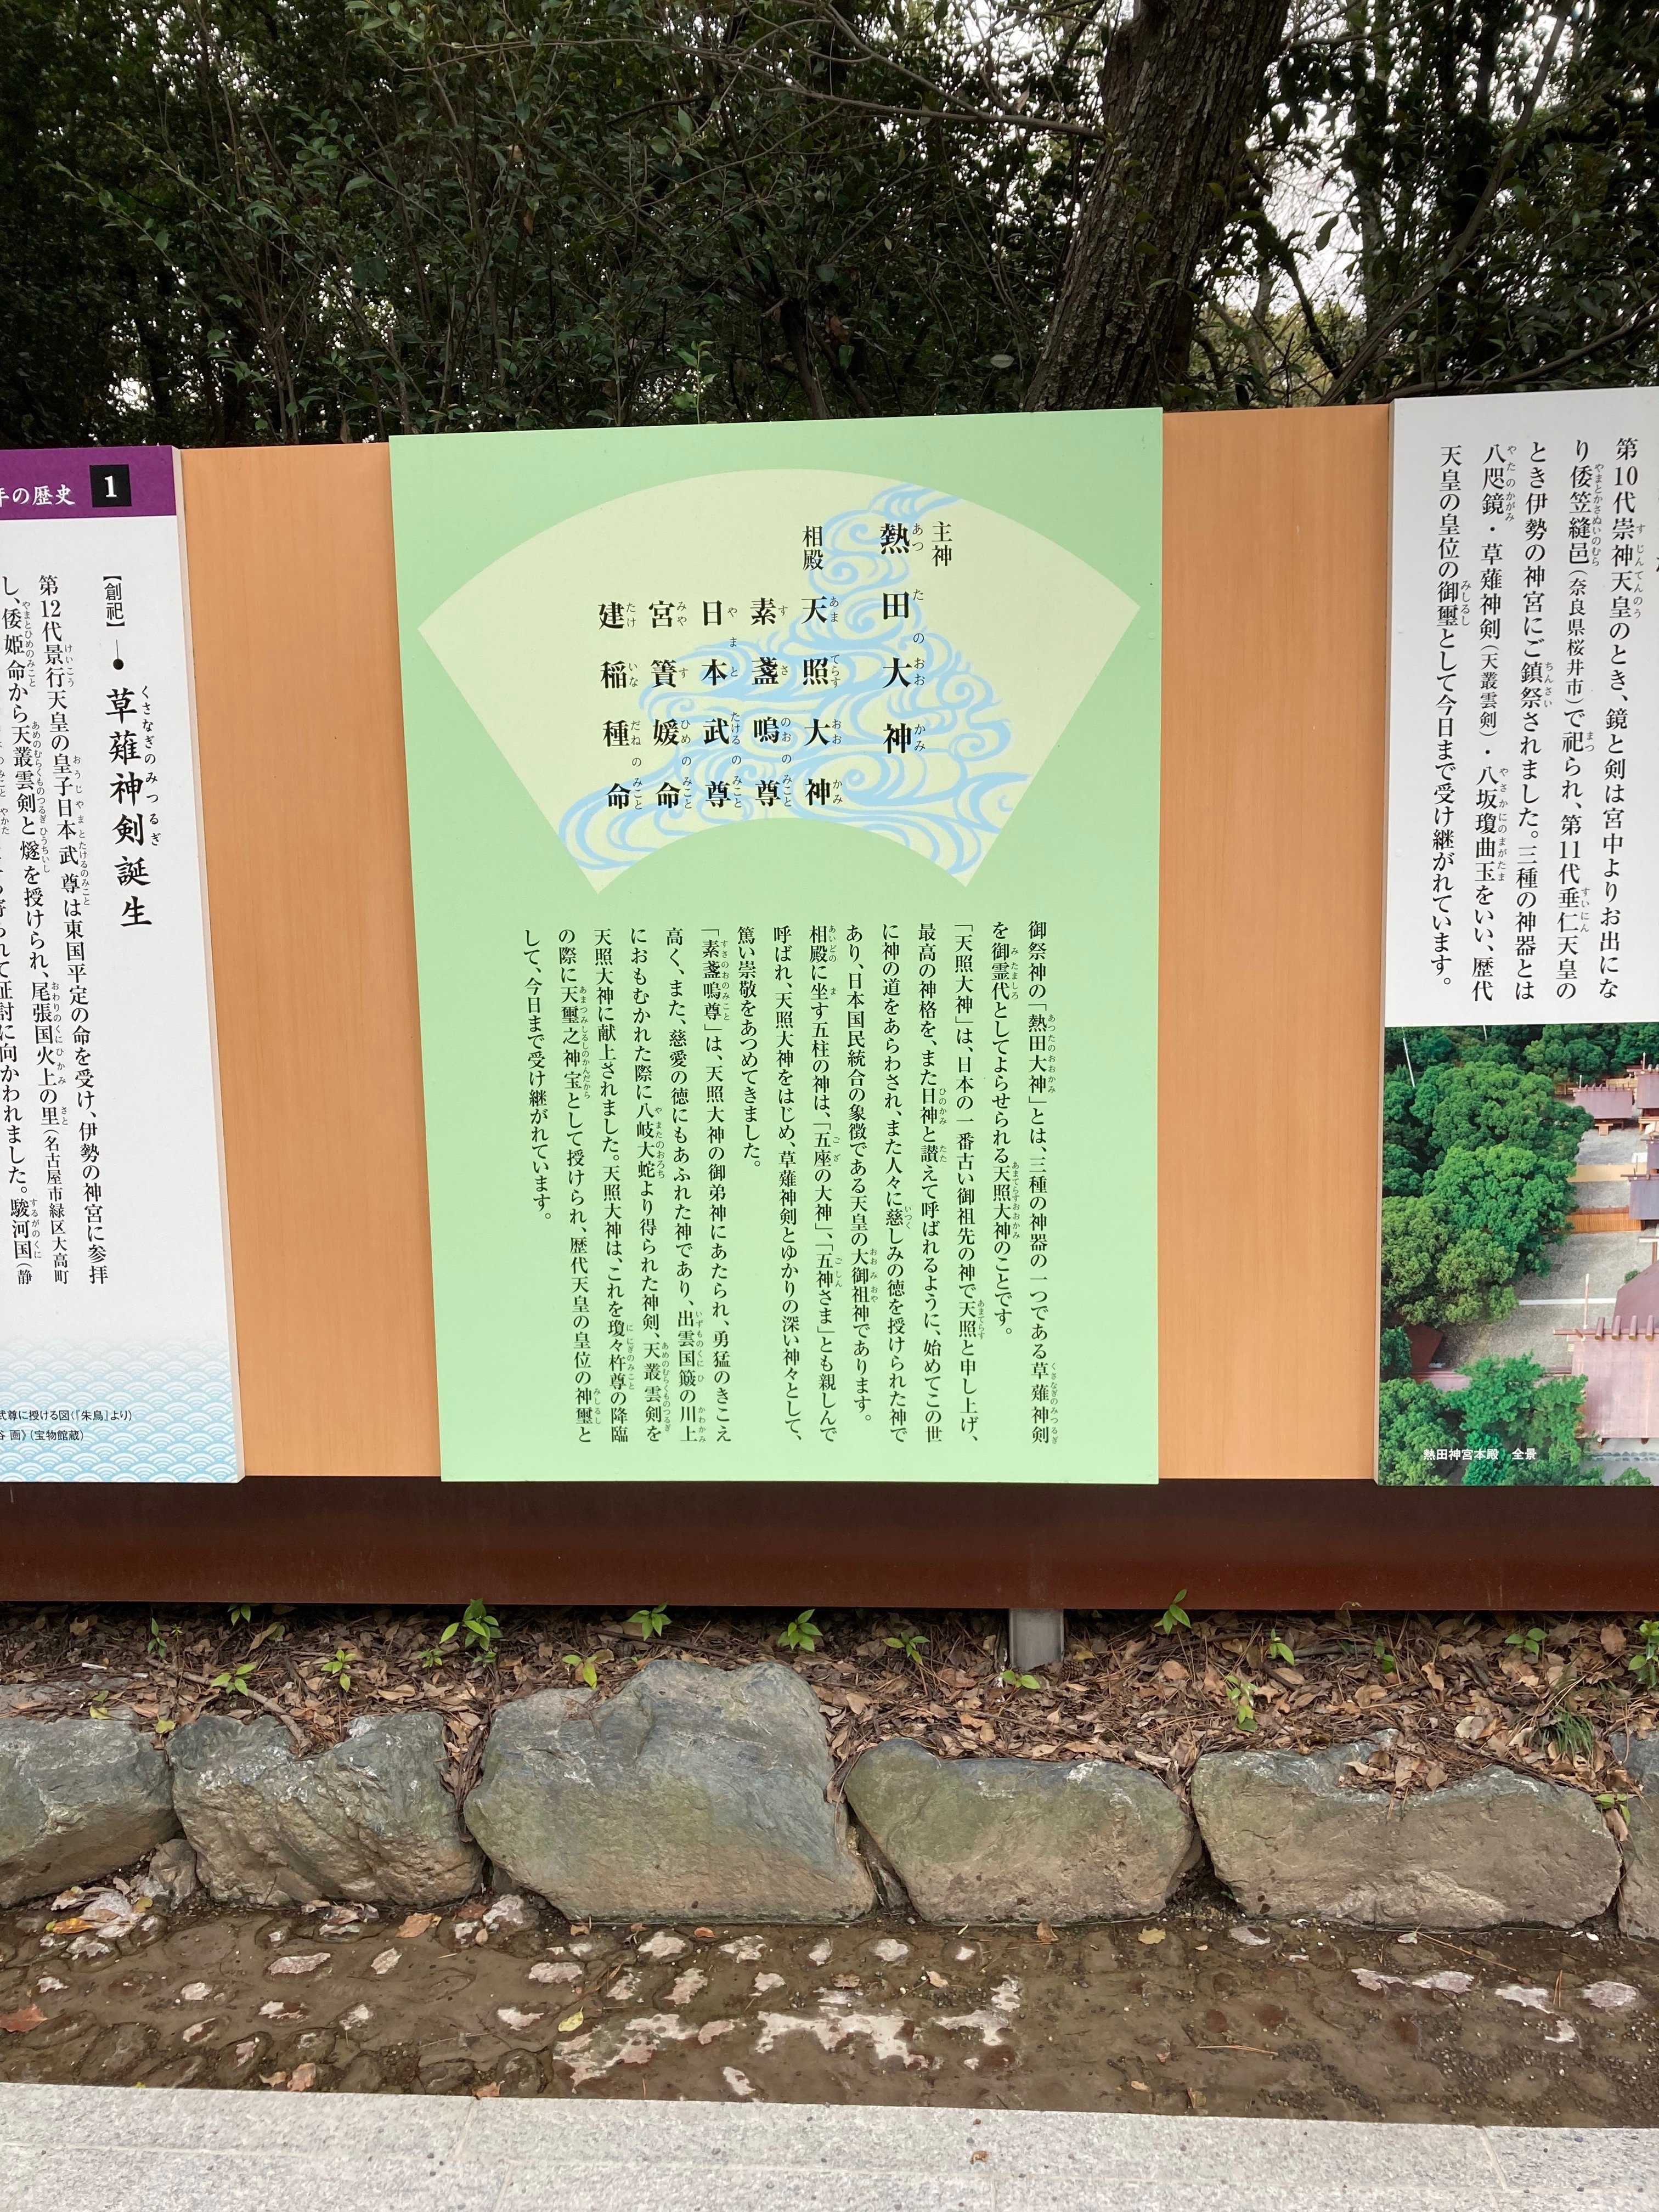 第10代崇神天皇のとき、鏡と剣は宮中よりお出にな
り倭笠縫邑(奈良県桜井市)で祀られ、第11代垂仁天皇の
とき伊勢の神宮にご鎮祭されました。三種の神器とは
八咫鏡・草薙神剣(天叢雲剣)・八坂瓊曲玉をいい、歴代
天皇の皇位の御璽として今日まで受け継がれています。
熱田神宮本殿 全景
主神
熱田大神
相殿
天照大神
素盞嗚尊
日本武尊
宮簀媛命
建稲種命
御祭神の「熱田大神」とは、三種の神器の一つである草薙神剣
を御霊代としてよらせられる天照大神のことです。
「天照大神」は、日本の一番古い御祖先の神で天照と申し上げ、
最高の神格を、また日神と讃えて呼ばれるように、始めてこの世
に神の道をあらわされ、また人々に慈しみの徳を授けられた神で
あり、日本国民統合の象徴である天皇の大御祖神であります。
相殿に坐す五柱の神は、「五座の大神」、「五神さま」とも親しんで
呼ばれ、天照大神をはじめ、草薙神剣とゆかりの深い神々として、
篤い崇敬をあつめてきました。
「素盞嗚尊」は、天照大神の御弟神にあたられ、勇猛のきこえ
高く、また、慈愛の徳にもあふれた神であり、出雲国簸の川上
におもむかれた際に八岐大蛇より得られた神剣、天叢雲剣を
天照大神に献上されました。天照大神は、これを瓊々杵尊の降臨
の際に天璽之神宝として授けられ、歴代天皇の皇位の神璽と
して、今日まで受け継がれています。
年の歴史 1
【創祀】
草薙神剣誕生
第12代景行天皇の皇子日本武尊は東国平定の命を受け、伊勢の神宮に参拝
し、倭姫命から天叢雲剣と燧を授けられ、尾張国火上の里(名古屋市緑区大高町
られて征討に向かわれました。駿河国(静
武尊に授ける図(「朱鳥」より)
画》(宝物館蔵)